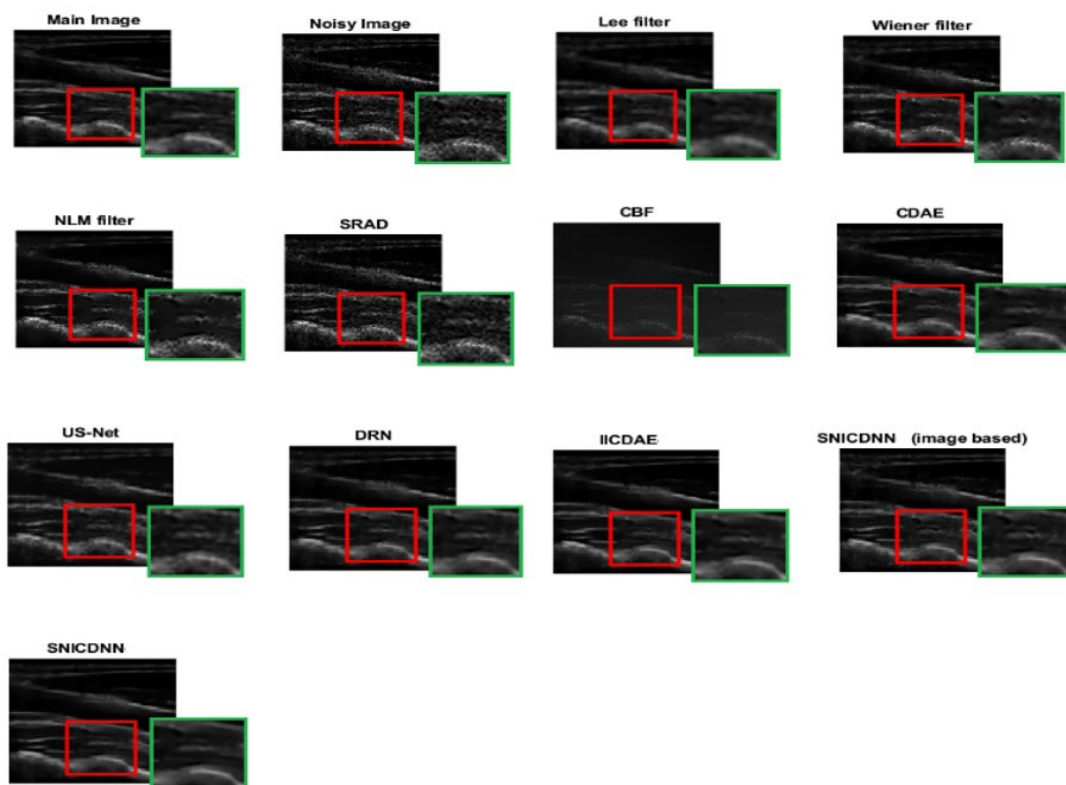 Main Image
Noisy Image
Lee filter
Wiener filter
NLM filter
SRAD
CBF
CDAE
US-Net
DRN
IICDAE
SNICDNN (image based)
SNICDNN